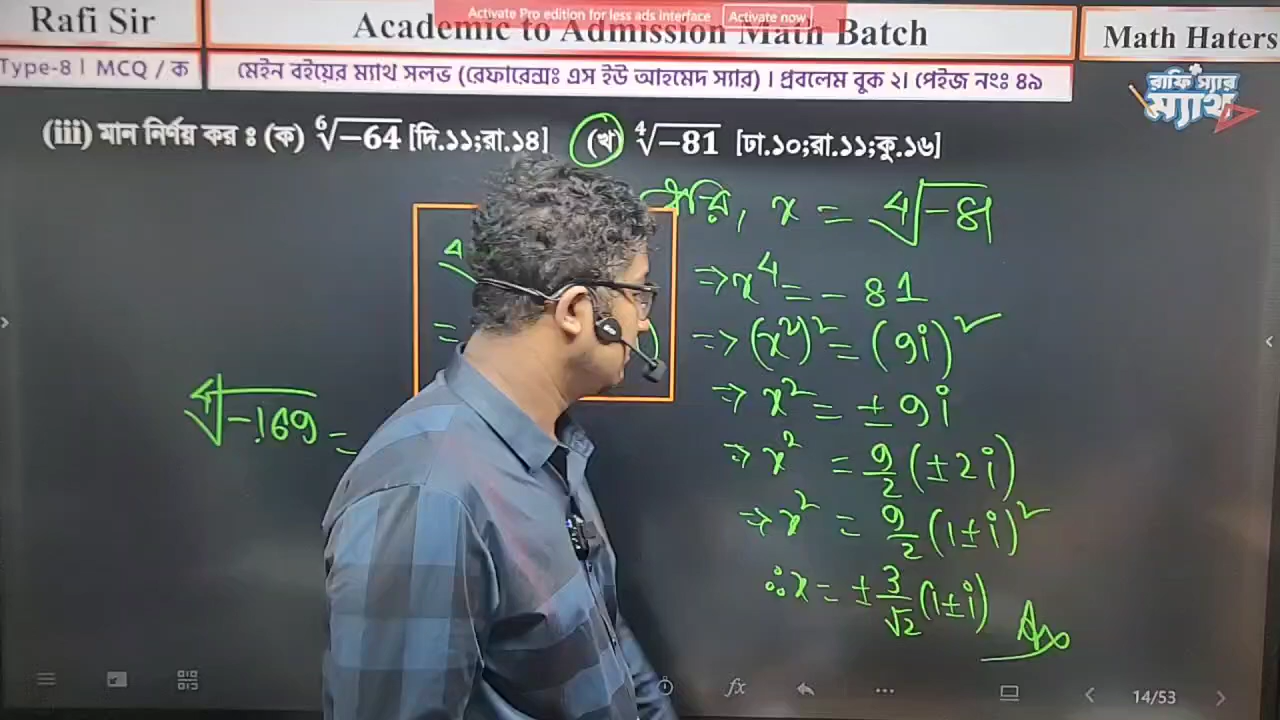 Activate Pro edition for less ads interface Activate now
Rafi Sir Academic to Admission Math Batch Math Haters
Type-8 | MCQ / ক মেইন বইয়ের ম্যাথ সলভ (রেফারেন্সঃ এস ইউ আহমেদ স্যার) | প্রবলেম বুক ২| পেইজ নংঃ ৪৯
রাফি স্যার
ম্যাথ
(iii) মান নির্ণয় কর ঃ (ক) ⁶√−64 [দি.১১;রা.১৪] (খ) ⁴√−81 [ঢা.১০;রা.১১;কু.১৬]
ধরি, x = ⁴√−81
⇒ x⁴ = − 81
⇒ (x²)² = (9i)²
⇒ x² = ± 9i
⇒ x² = 9/2 (±2i)
⇒ x² = 9/2 (1±i)²
∴ x = ± 3/√2 (1±i) Ans
4
=
⁴√−169 =
fx
14/53